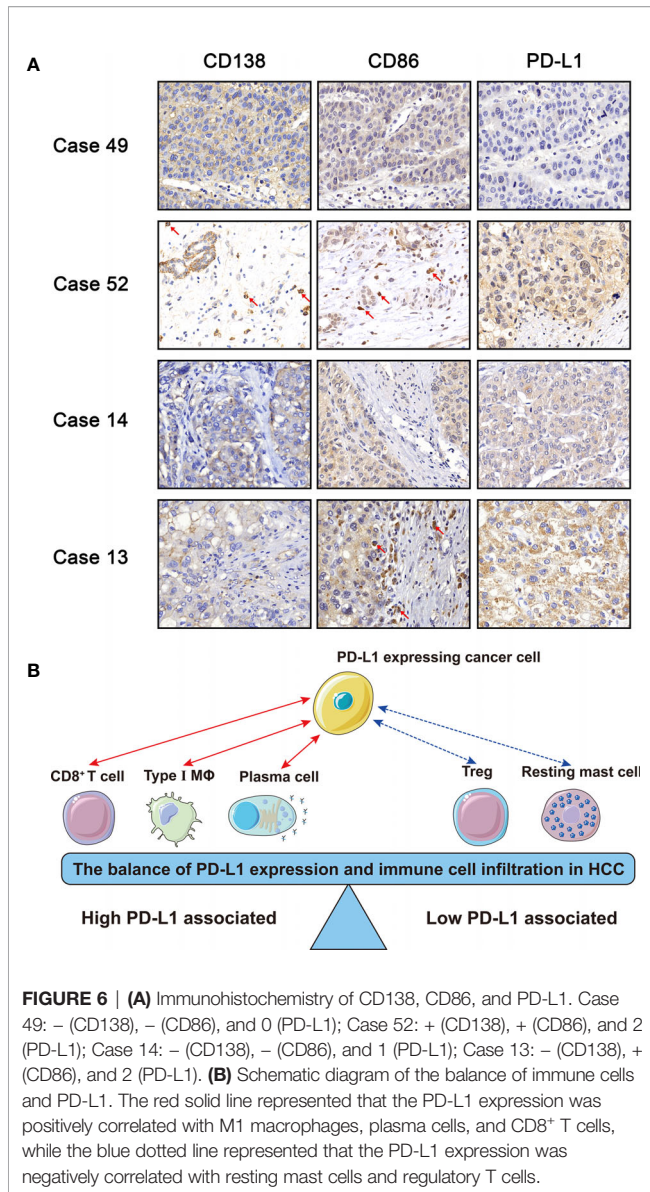 A
CD138 CD86 PD-L1
Case 49
Case 52
Case 14
Case 13
B
PD-L1 expressing cancer cell
CD8⁺ T cell Type I MΦ Plasma cell Treg Resting mast cell
The balance of PD-L1 expression and immune cell infiltration in HCC
High PD-L1 associated Low PD-L1 associated
FIGURE 6 | (A) Immunohistochemistry of CD138, CD86, and PD-L1. Case
49: – (CD138), – (CD86), and 0 (PD-L1); Case 52: + (CD138), + (CD86), and 2
(PD-L1); Case 14: – (CD138), – (CD86), and 1 (PD-L1); Case 13: – (CD138), +
(CD86), and 2 (PD-L1). (B) Schematic diagram of the balance of immune cells
and PD-L1. The red solid line represented that the PD-L1 expression was
positively correlated with M1 macrophages, plasma cells, and CD8⁺ T cells,
while the blue dotted line represented that the PD-L1 expression was
negatively correlated with resting mast cells and regulatory T cells.